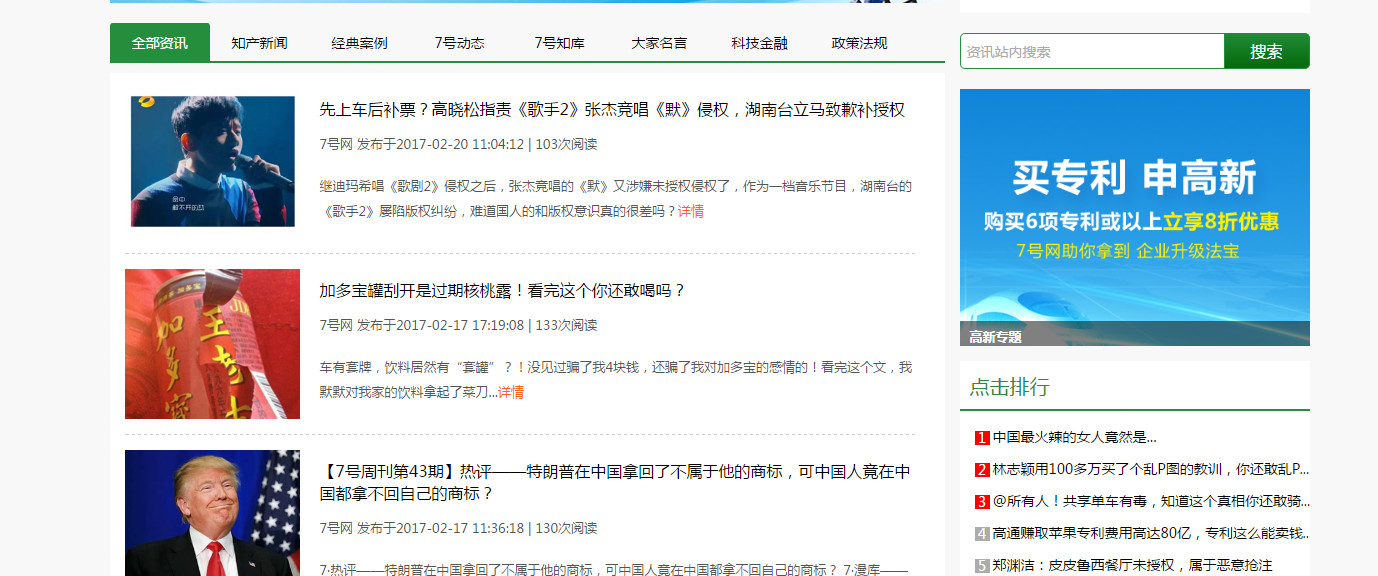 全部资讯 知产新闻 经典案例 7号动态 7号知库 大家名言 科技金融 政策法规
先上车后补票？高晓松指责《歌手2》张杰竞唱《默》侵权，湖南台立马致歉补授权
7号网 发布于2017-02-20 11:04:12 | 103次阅读
继迪玛希唱《歌剧2》侵权之后，张杰竞唱的《默》又涉嫌未授权侵权了，作为一档音乐节目，湖南台的
《歌手2》屡陷版权纠纷，难道国人的和版权意识真的很差吗？详情
命中
解不开的劫
加多宝罐刮开是过期核桃露！看完这个你还敢喝吗？
7号网 发布于2017-02-17 17:19:08 | 133次阅读
车有套牌，饮料居然有“套罐”？！没见过骗了我4块钱，还骗了我对加多宝的感情的！看完这个文，我
默默对我家的饮料拿起了菜刀...详情
加多宝
王老吉
【7号周刊第43期】热评——特朗普在中国拿回了不属于他的商标，可中国人竟在中
国都拿不回自己的商标？
7号网 发布于2017-02-17 11:36:18 | 130次阅读
7·热评——特朗普在中国拿回了不属于他的商标，可中国人竟在中国都拿不回自己的商标？ 7·漫库——
资讯站内搜索 搜索
买专利 申高新
购买6项专利或以上立享8折优惠
7号网助你拿到 企业升级法宝
高新专题
点击排行
1 中国最火辣的女人竟然是...
2 林志颖用100多万买了个乱P图的教训，你还敢乱P...
3 @所有人！共享单车有毒，知道这个真相你还敢骑...
4 高通赚取苹果专利费用高达80亿，专利这么能卖钱..
5 郑渊洁：皮皮鲁西餐厅未授权，属于恶意抢注